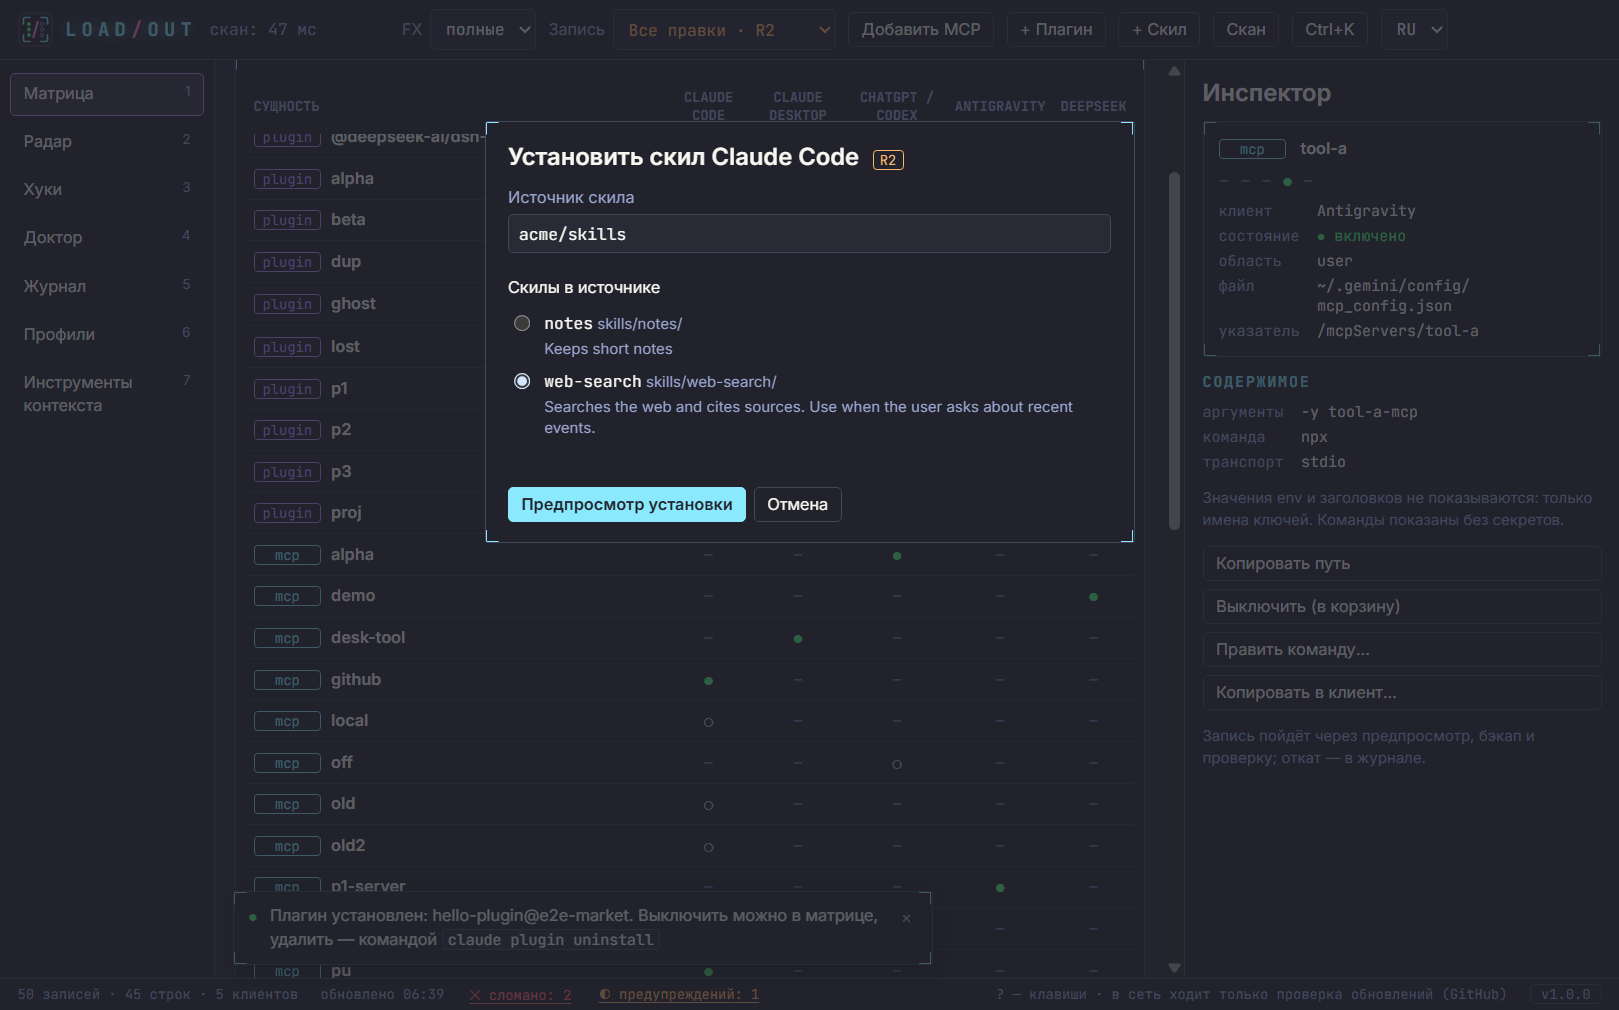 LOAD/OUT скан: 47 мс FX полные Запись Все правки · R2 Добавить MCP + Плагин + Скил Скан Ctrl+K RU
Матрица 1
Радар 2
Хуки 3
Доктор 4
Журнал 5
Профили 6
Инструменты контекста 7
СУЩНОСТЬ CLAUDE CODE CLAUDE DESKTOP CHATGPT / CODEX ANTIGRAVITY DEEPSEEK
plugin @deepseek-ai/dsh-
plugin alpha
plugin beta
plugin dup
plugin ghost
plugin lost
plugin p1
plugin p2
plugin p3
plugin proj
mcp alpha
mcp demo
mcp desk-tool
mcp github
mcp local
mcp off
mcp old
mcp old2
mcp p1-server
mcp pu
Установить скил Claude Code R2
Источник скила
acme/skills
Скилы в источнике
notes skills/notes/
Keeps short notes
web-search skills/web-search/
Searches the web and cites sources. Use when the user asks about recent
events.
Предпросмотр установки Отмена
Плагин установлен: hello-plugin@e2e-market. Выключить можно в матрице,
удалить — командой claude plugin uninstall
×
Инспектор
mcp tool-a
клиент Antigravity
состояние включено
область user
файл ~/.gemini/config/
mcp_config.json
указатель /mcpServers/tool-a
СОДЕРЖИМОЕ
аргументы -y tool-a-mcp
команда npx
транспорт stdio
Значения env и заголовков не показываются: только
имена ключей. Команды показаны без секретов.
Копировать путь
Выключить (в корзину)
Править команду…
Копировать в клиент…
Запись пойдёт через предпросмотр, бэкап и
проверку; откат — в журнале.
50 записей · 45 строк · 5 клиентов обновлено 06:39 сломано: 2 предупреждений: 1 ? — клавиши · в сеть ходит только проверка обновлений (GitHub) v1.0.0